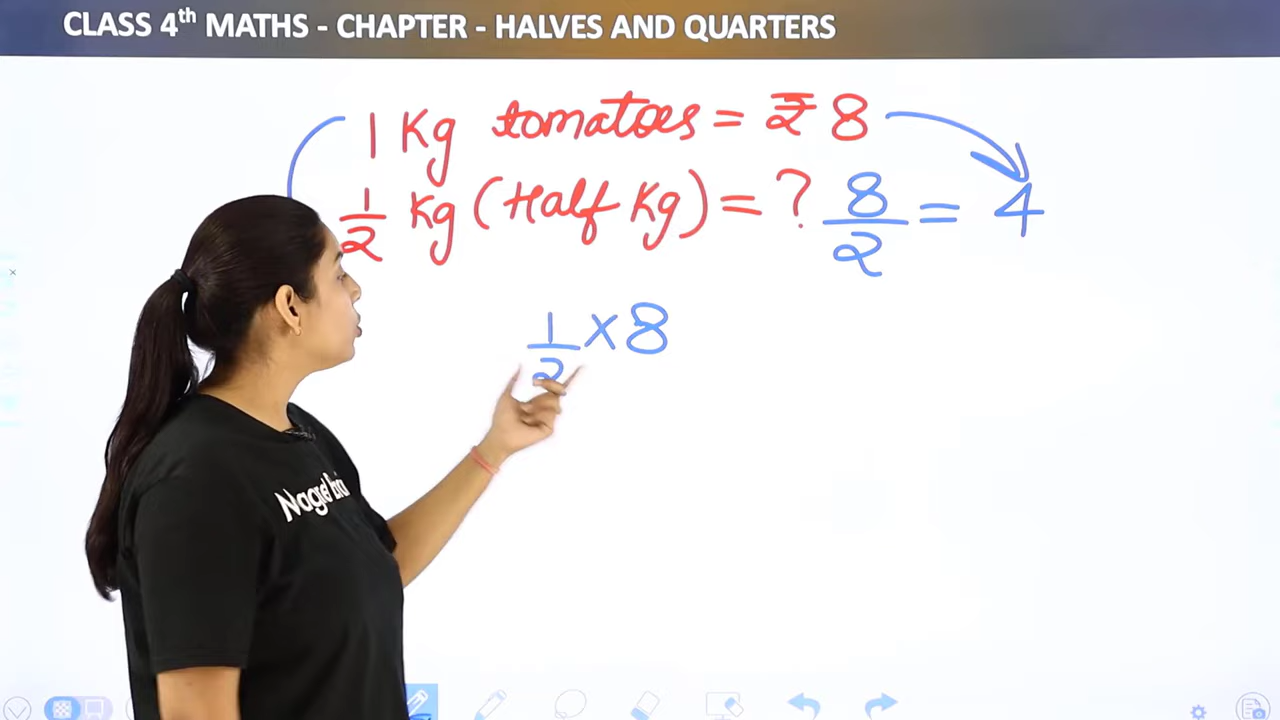 CLASS 4th MATHS - CHAPTER - HALVES AND QUARTERS
1 Kg tomatoes = ₹ 8
1/2 Kg (Half Kg) = ? 8/2 = 4
1/2 × 8